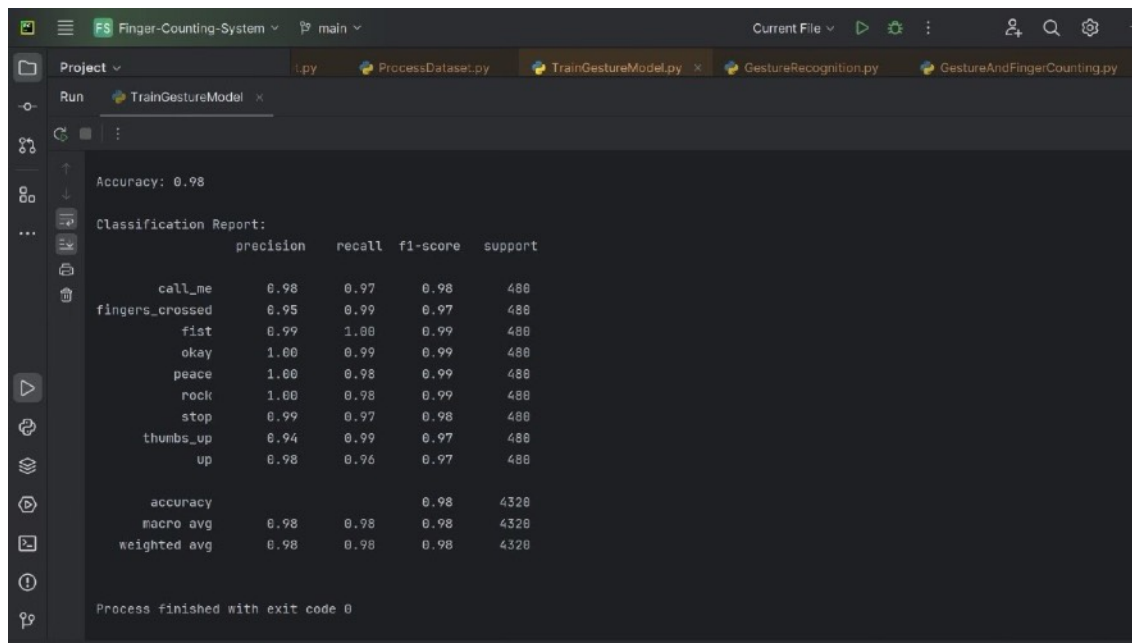 FS Finger-Counting-System main Current File
Project t.py ProcessDataset.py TrainGestureModel.py GestureRecognition.py GestureAndFingerCounting.py
Run TrainGestureModel
Accuracy: 0.98
Classification Report:
precision recall f1-score support
call_me 0.98 0.97 0.98 480
fingers_crossed 0.95 0.99 0.97 480
fist 0.99 1.00 0.99 480
okay 1.00 0.99 0.99 480
peace 1.00 0.98 0.99 480
rock 1.00 0.98 0.99 480
stop 0.99 0.97 0.98 480
thumbs_up 0.94 0.99 0.97 480
up 0.98 0.96 0.97 480
accuracy 0.98 4320
macro avg 0.98 0.98 0.98 4320
weighted avg 0.98 0.98 0.98 4320
Process finished with exit code 0